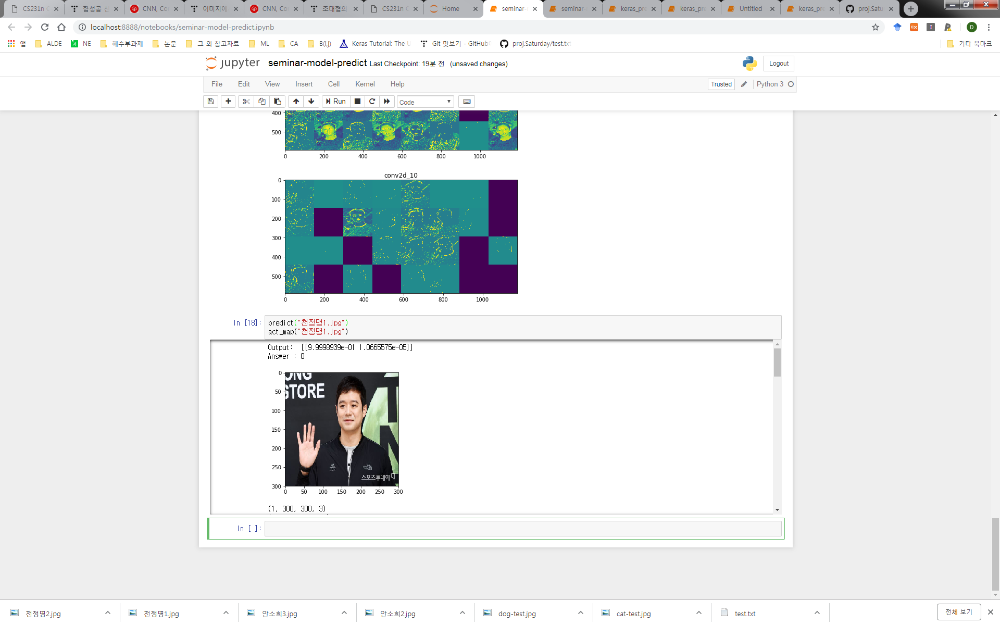 CS231n C
합성곱 신
CNN, Co
이미지에
CNN, Co
조대협의
CS231n C
Home
seminar-
seminar-
keras_pre
keras_pre
Untitled
keras_pre
proj.Satu
localhost:8888/notebooks/seminar-model-predict.ipynb
앱 ALDE NE 해수부과제 논문 그 외 참고자료 ML CA B(i,j) Keras Tutorial: The U Git 맛보기 - GitHub proj.Saturday/test.txt 기타 북마크
jupyter seminar-model-predict Last Checkpoint: 19분 전 (unsaved changes) Logout
File Edit View Insert Cell Kernel Help Trusted Python 3
Run Code
400
500
0 200 400 600 800 1000
conv2d_10
0
100
200
300
400
500
0 200 400 600 800 1000
In [18]: predict("천정명1.jpg")
act_map("천정명1.jpg")
Output: [[9.9998939e-01 1.0665575e-05]]
Answer : 0
0
50
100
150
200
250
300
ONG
STORE
스포츠투데이
0 50 100 150 200 250 300
(1, 300, 300, 3)
In [ ]:
천정명2.jpg 천정명1.jpg 안소희3.jpg 안소희2.jpg dog-test.jpg cat-test.jpg test.txt 전체 보기